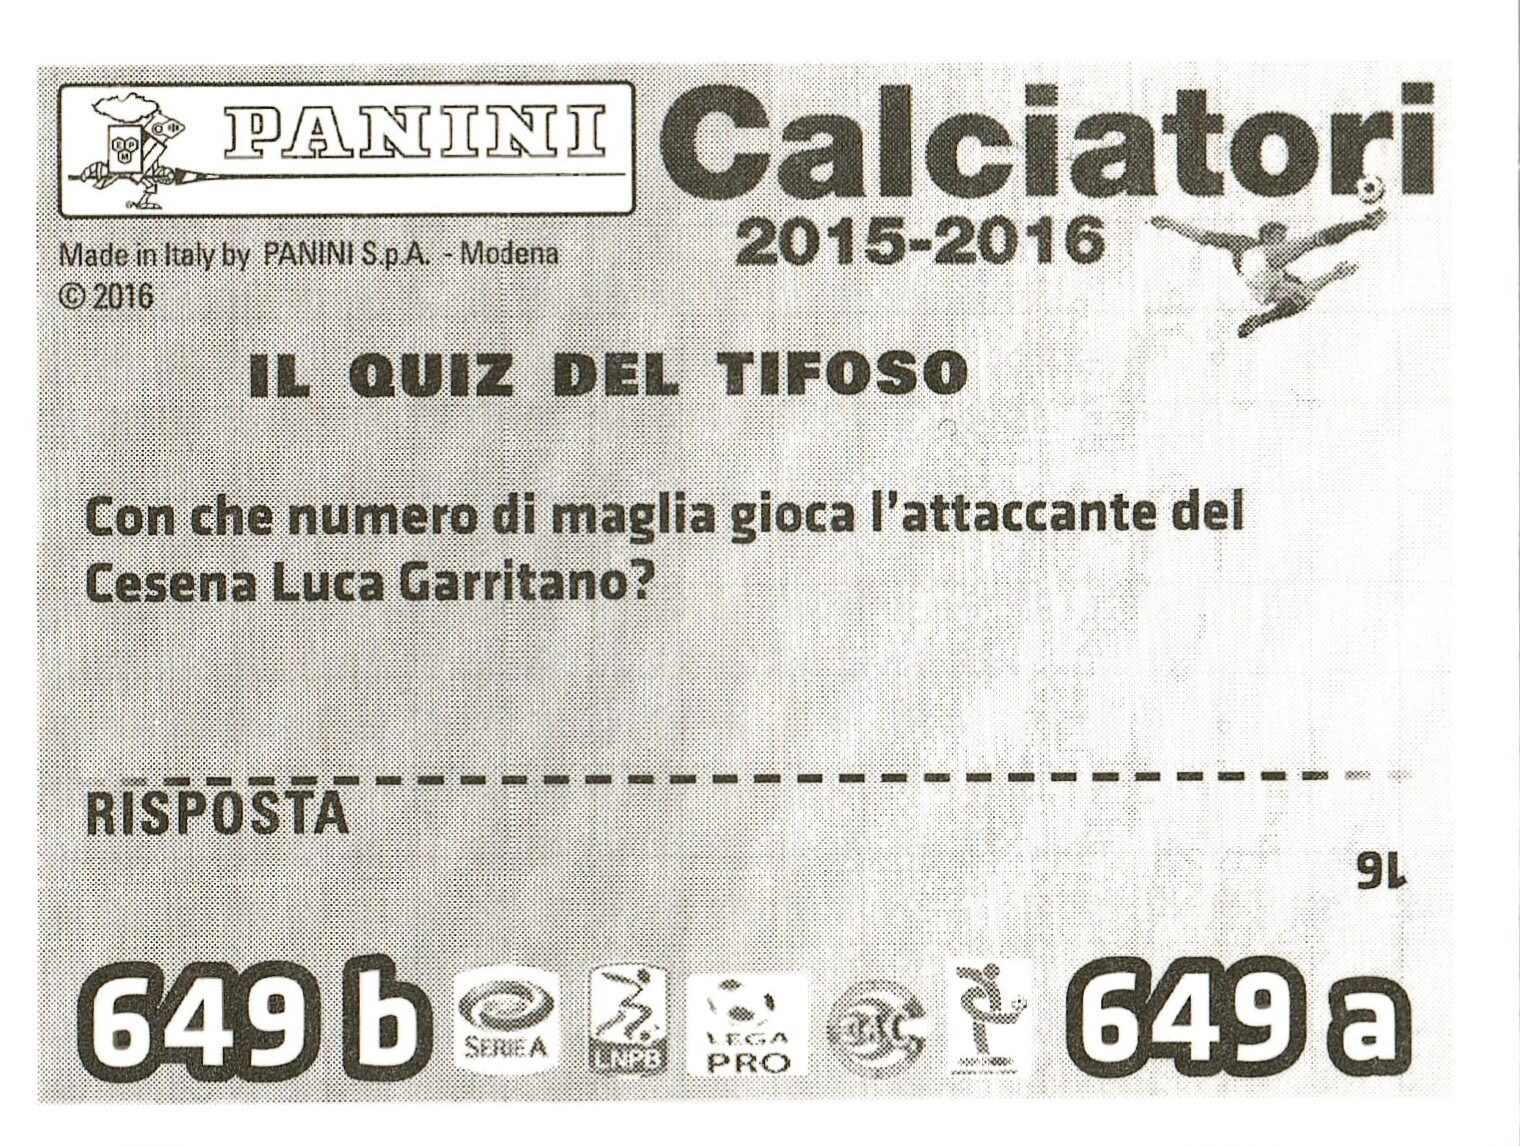 PANINI
EP
M
Calciatori
2015-2016
Made in Italy by PANINI S.p.A. - Modena
© 2016
IL QUIZ DEL TIFOSO
Con che numero di maglia gioca l'attaccante del
Cesena Luca Garritano?
RISPOSTA
16
649 b
SERIE A
LNPB
LEGA
PRO
649 a